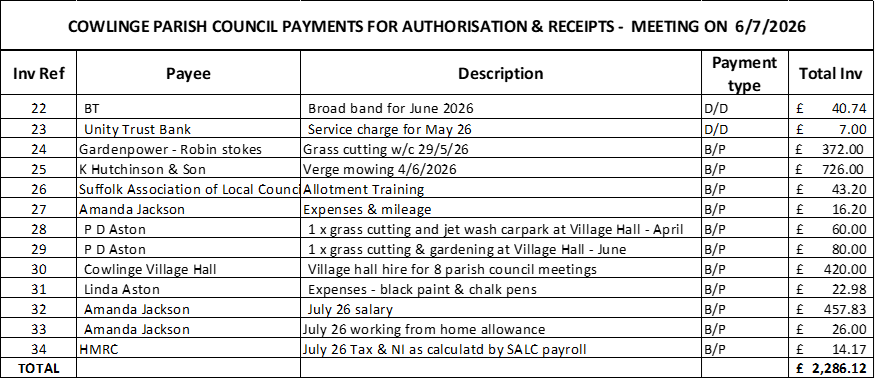 COWLINGE PARISH COUNCIL PAYMENTS FOR AUTHORISATION & RECEIPTS - MEETING ON 6/7/2026
Inv Ref Payee Description Payment type Total Inv
22 BT Broad band for June 2026 D/D £ 40.74
23 Unity Trust Bank Service charge for May 26 D/D £ 7.00
24 Gardenpower - Robin stokes Grass cutting w/c 29/5/26 B/P £ 372.00
25 K Hutchinson & Son Verge mowing 4/6/2026 B/P £ 726.00
26 Suffolk Association of Local Counci Allotment Training B/P £ 43.20
27 Amanda Jackson Expenses & mileage B/P £ 16.20
28 P D Aston 1 x grass cutting and jet wash carpark at Village Hall - April B/P £ 60.00
29 P D Aston 1 x grass cutting & gardening at Village Hall - June B/P £ 80.00
30 Cowlinge Village Hall Village hall hire for 8 parish council meetings B/P £ 420.00
31 Linda Aston Expenses - black paint & chalk pens B/P £ 22.98
32 Amanda Jackson July 26 salary B/P £ 457.83
33 Amanda Jackson July 26 working from home allowance B/P £ 26.00
34 HMRC July 26 Tax & NI as calculatd by SALC payroll B/P £ 14.17
TOTAL £ 2,286.12